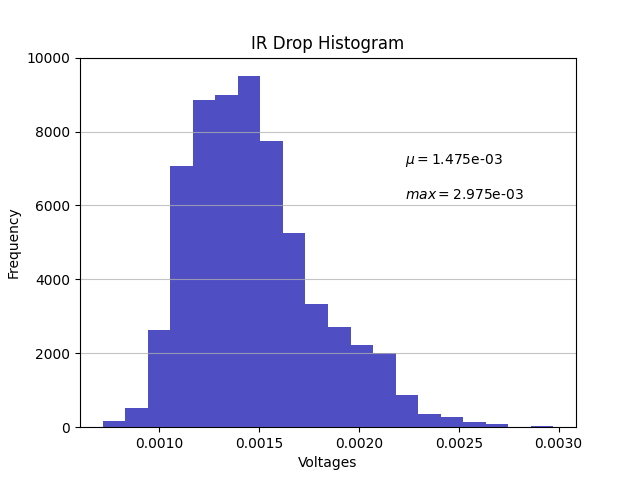 IR Drop Histogram
10000
8000
6000
4000
2000
0
Frequency
μ = 1.475e-03
max = 2.975e-03
0.0010
0.0015
0.0020
0.0025
0.0030
Voltages